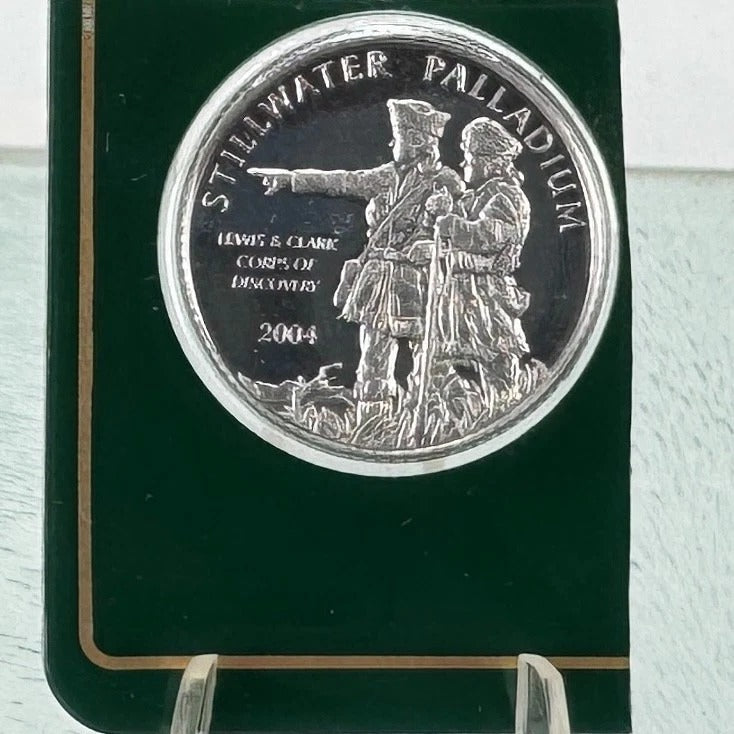 STILLWATER PALLADIUM
LEWIS & CLARK
CORPS OF
DISCOVERY
2004